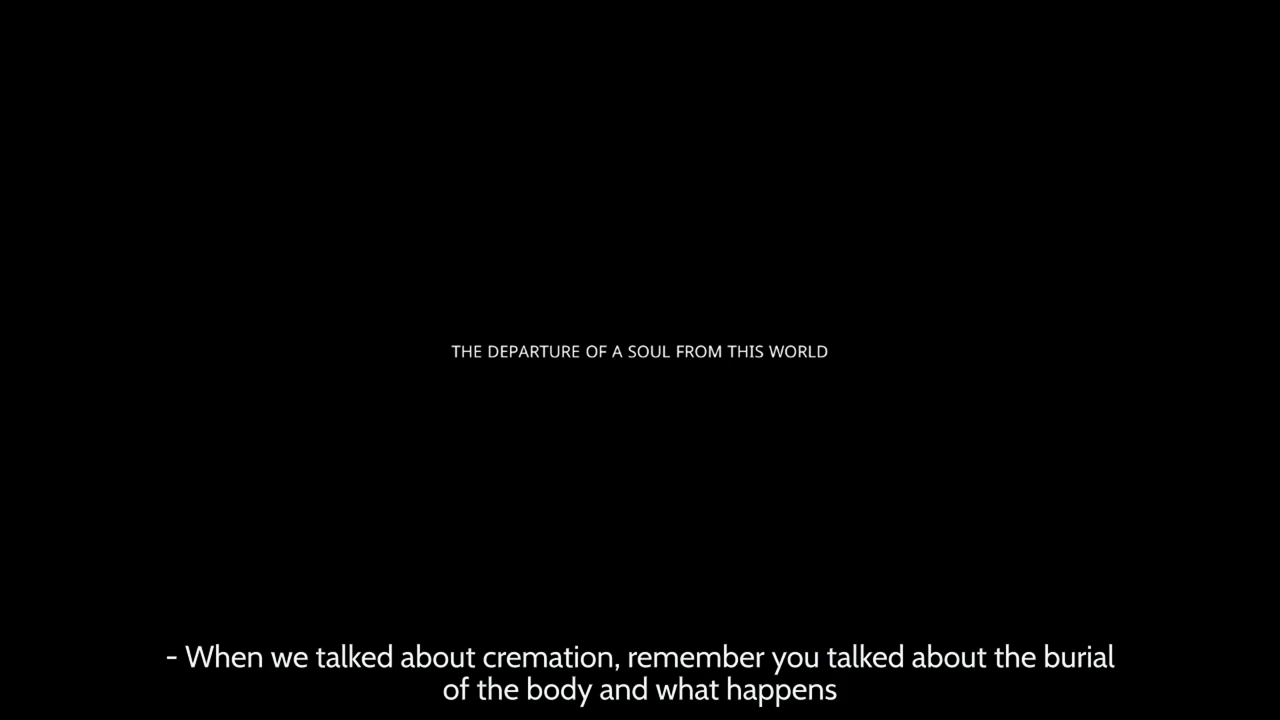 THE DEPARTURE OF A SOUL FROM THIS WORLD
- When we talked about cremation, remember you talked about the burial
of the body and what happens